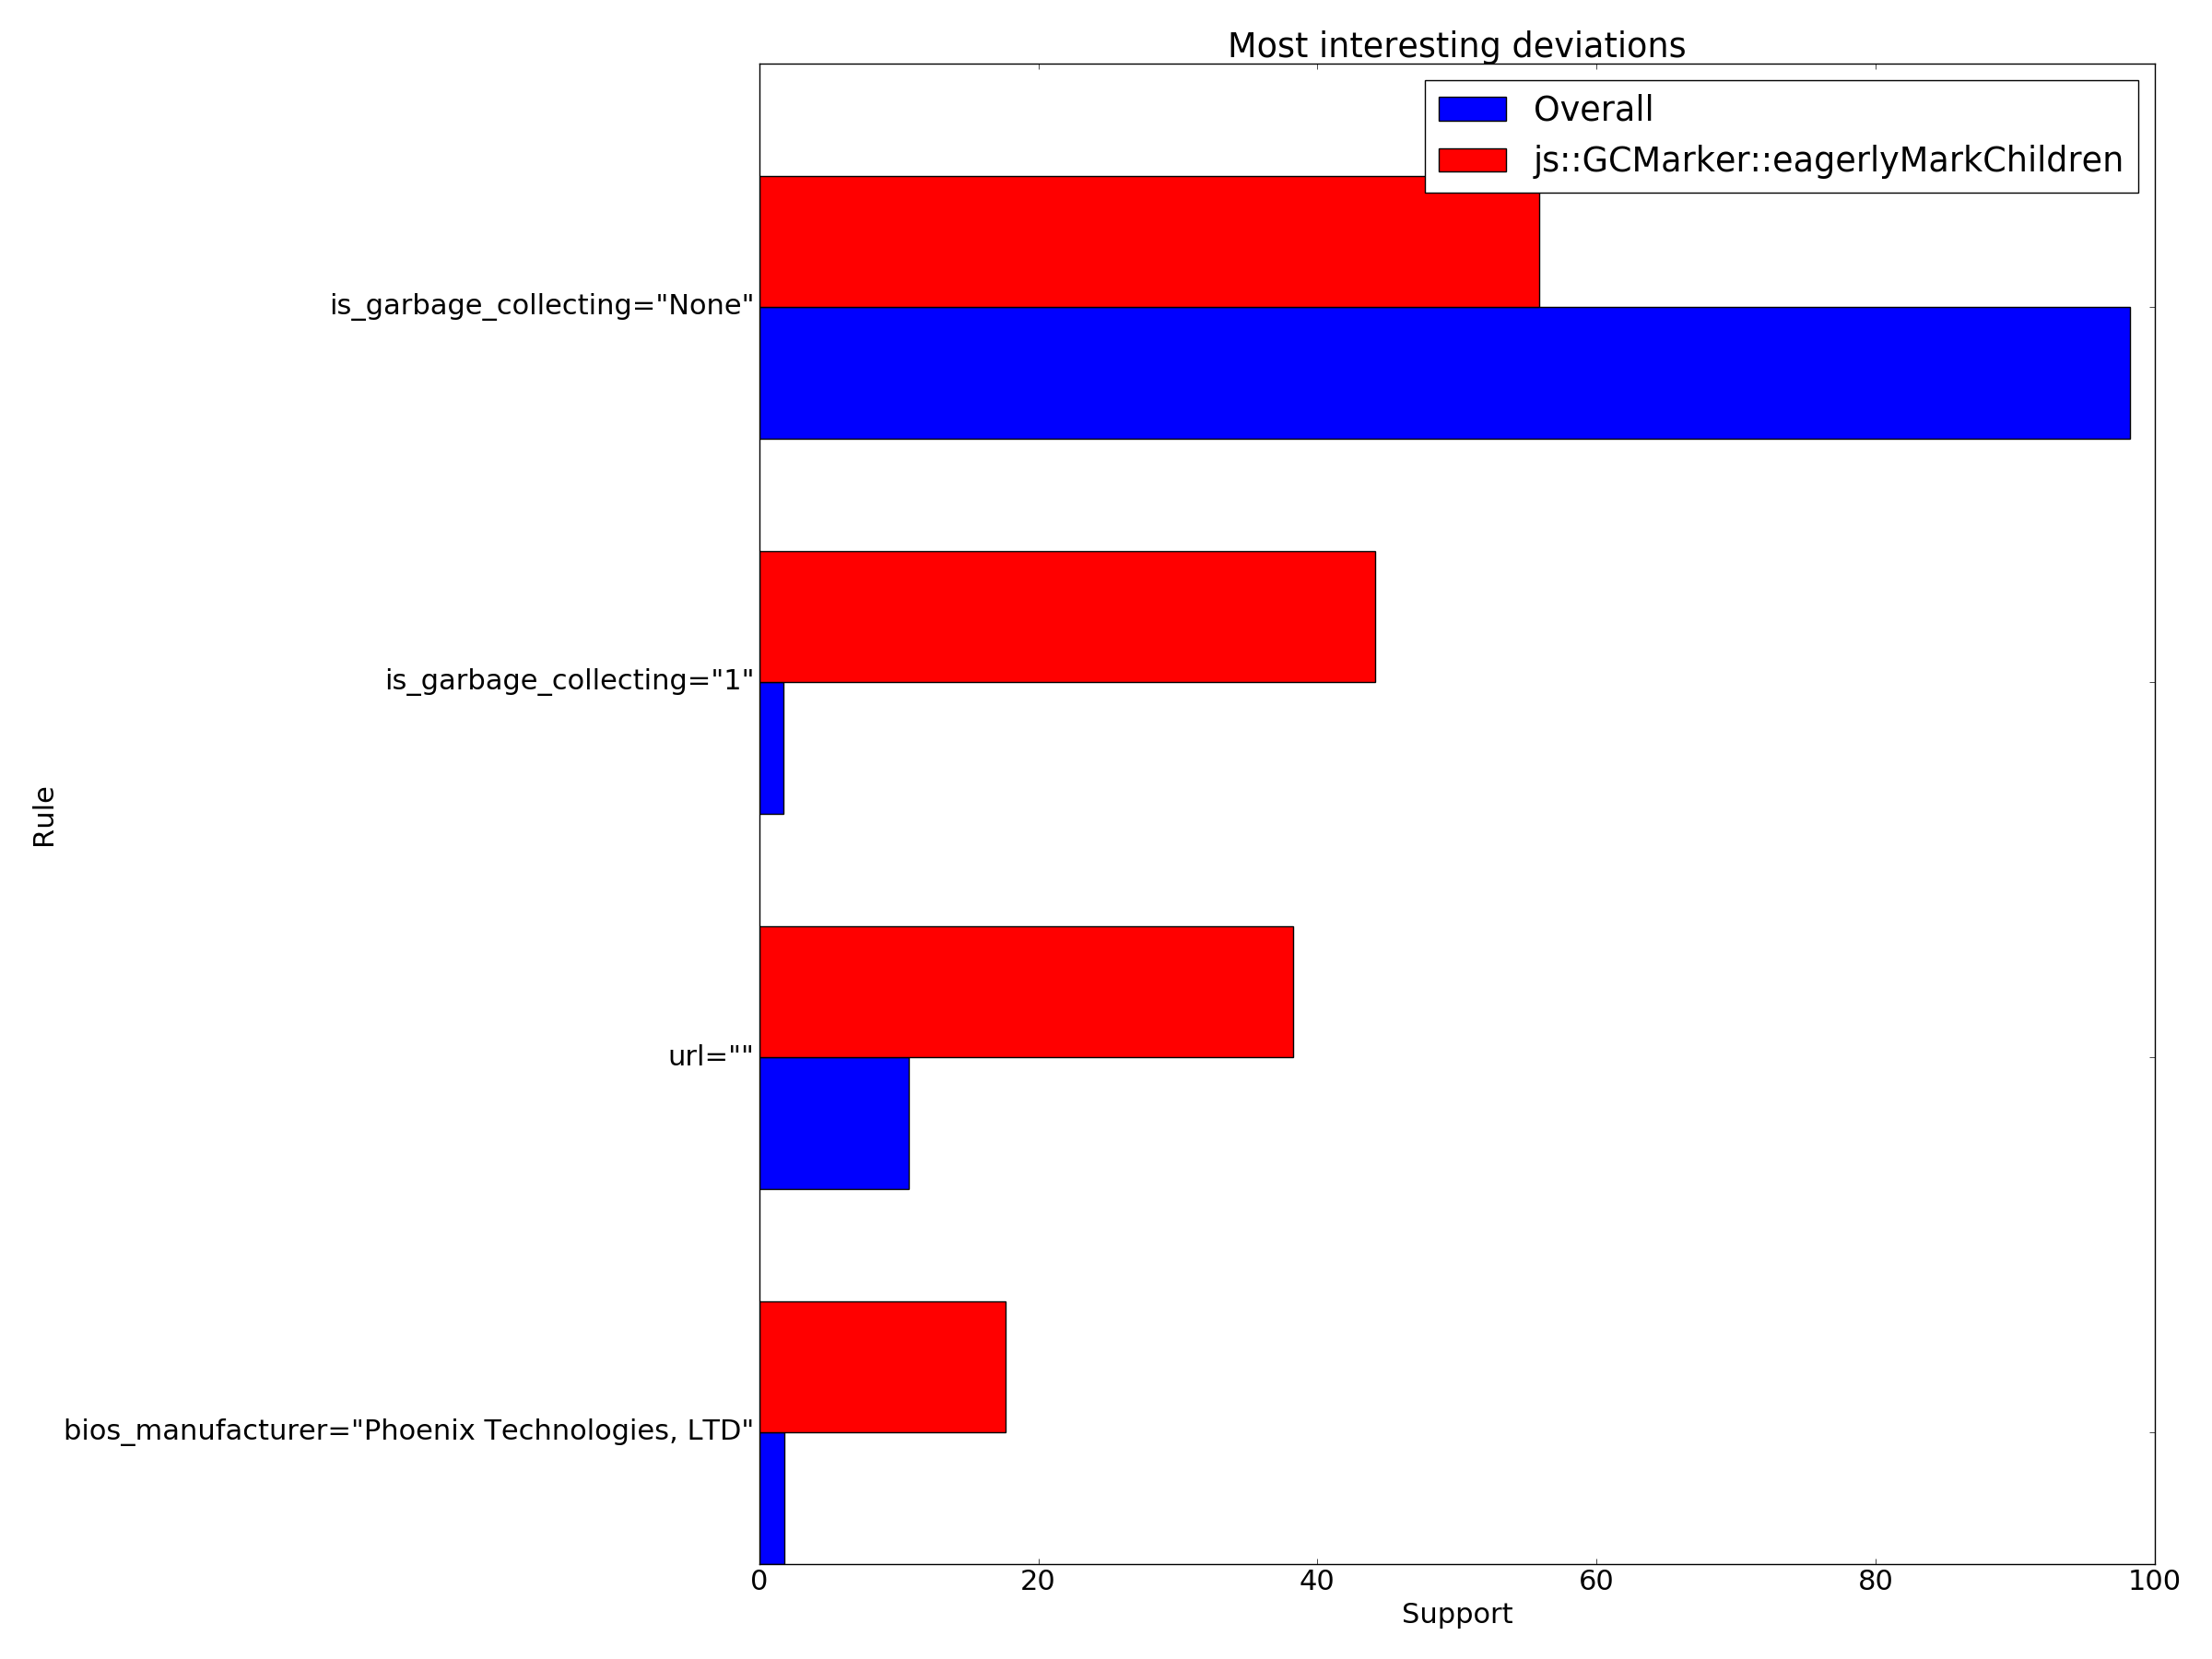 Most interesting deviations
Overall
js::GCMarker::eagerlyMarkChildren
is_garbage_collecting="None"
is_garbage_collecting="1"
Rule
url=""
bios_manufacturer="Phoenix Technologies, LTD"
0 20 40 60 80 100
Support